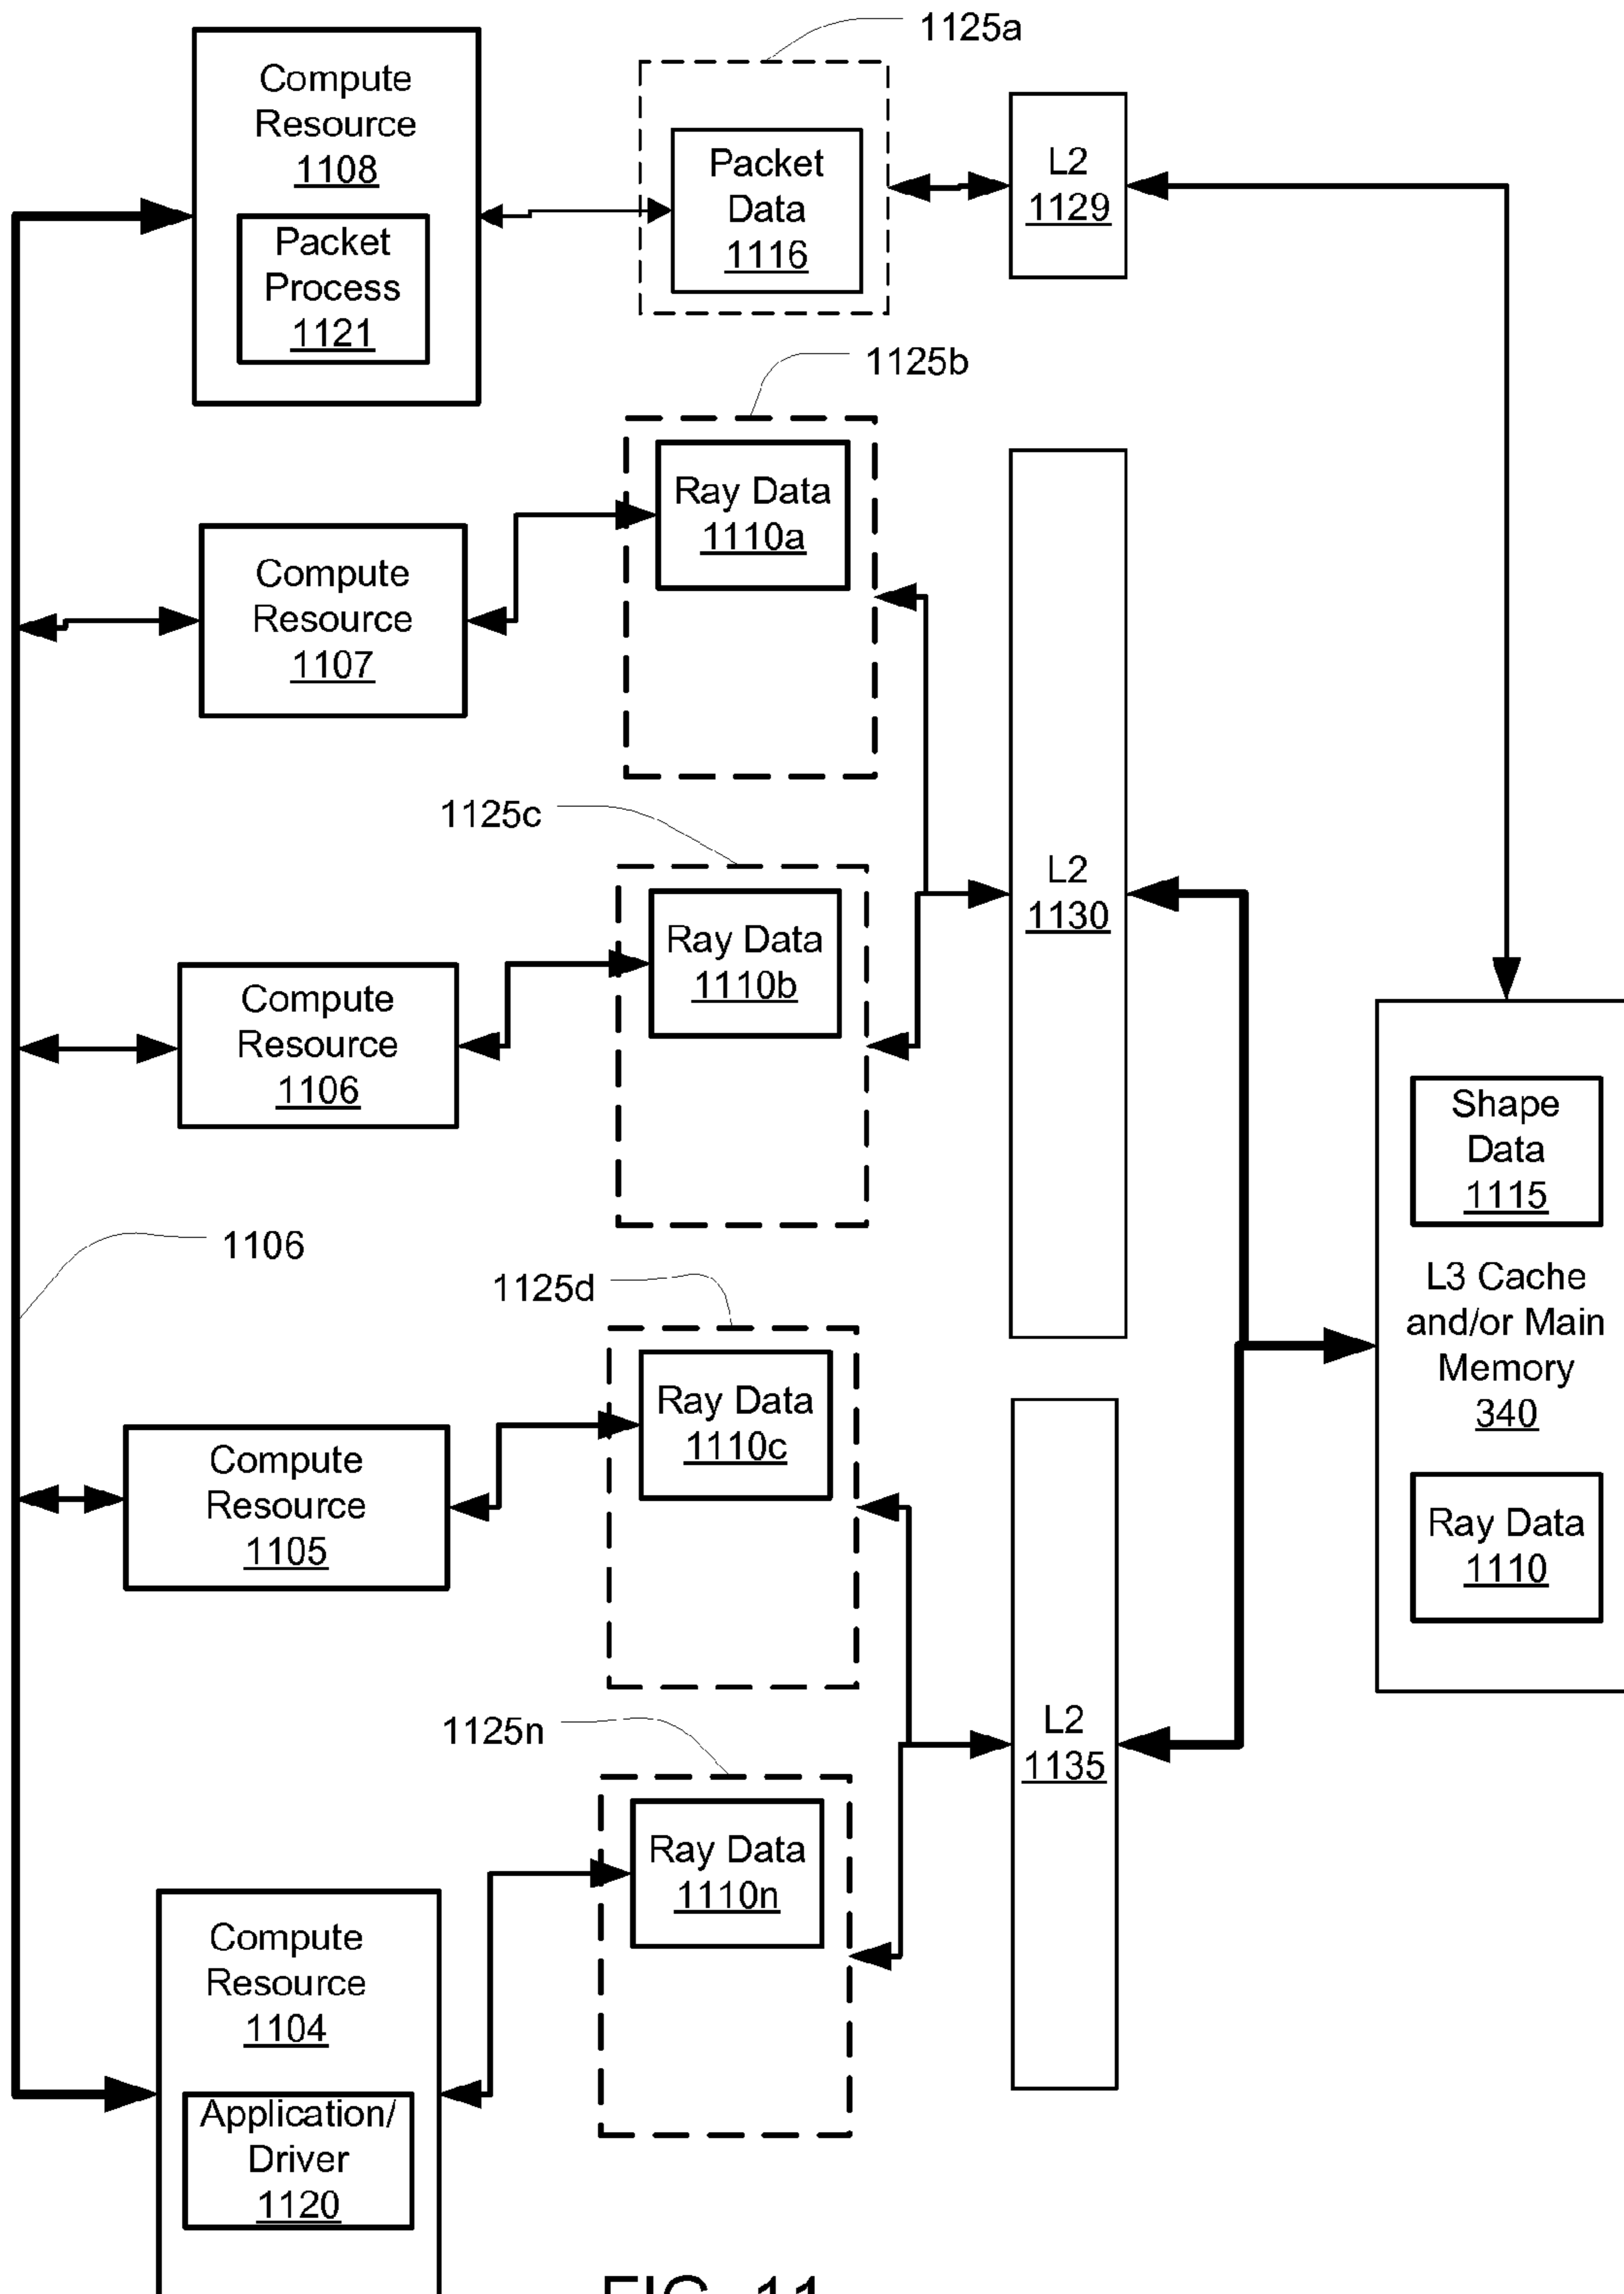 1125a
Compute
Resource
1108
Packet
Process
1121
Packet
Data
1116
L2
1129
1125b
Ray Data
1110a
Compute
Resource
1107
1125c
L2
1130
Ray Data
1110b
Compute
Resource
1106
Shape
Data
1115
1106
1125d
L3 Cache
and/or Main
Memory
340
Ray Data
1110c
Compute
Resource
1105
Ray Data
1110
1125n
L2
1135
Ray Data
1110n
Compute
Resource
1104
Application/
Driver
1120
FIG. 11